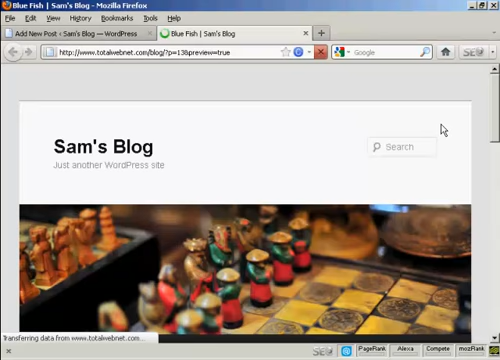 Blue Fish | Sam's Blog - Mozilla Firefox
File Edit View History Bookmarks Tools Help
Add New Post ‹ Sam's Blog — WordPress
Blue Fish | Sam's Blog
http://www.totalwebnet.com/blog/?p=13&preview=true
Google
SEO
Sam's Blog
Search
Just another WordPress site
Transferring data from www.totalwebnet.com...
SEO PageRank Alexa Compete mozRank